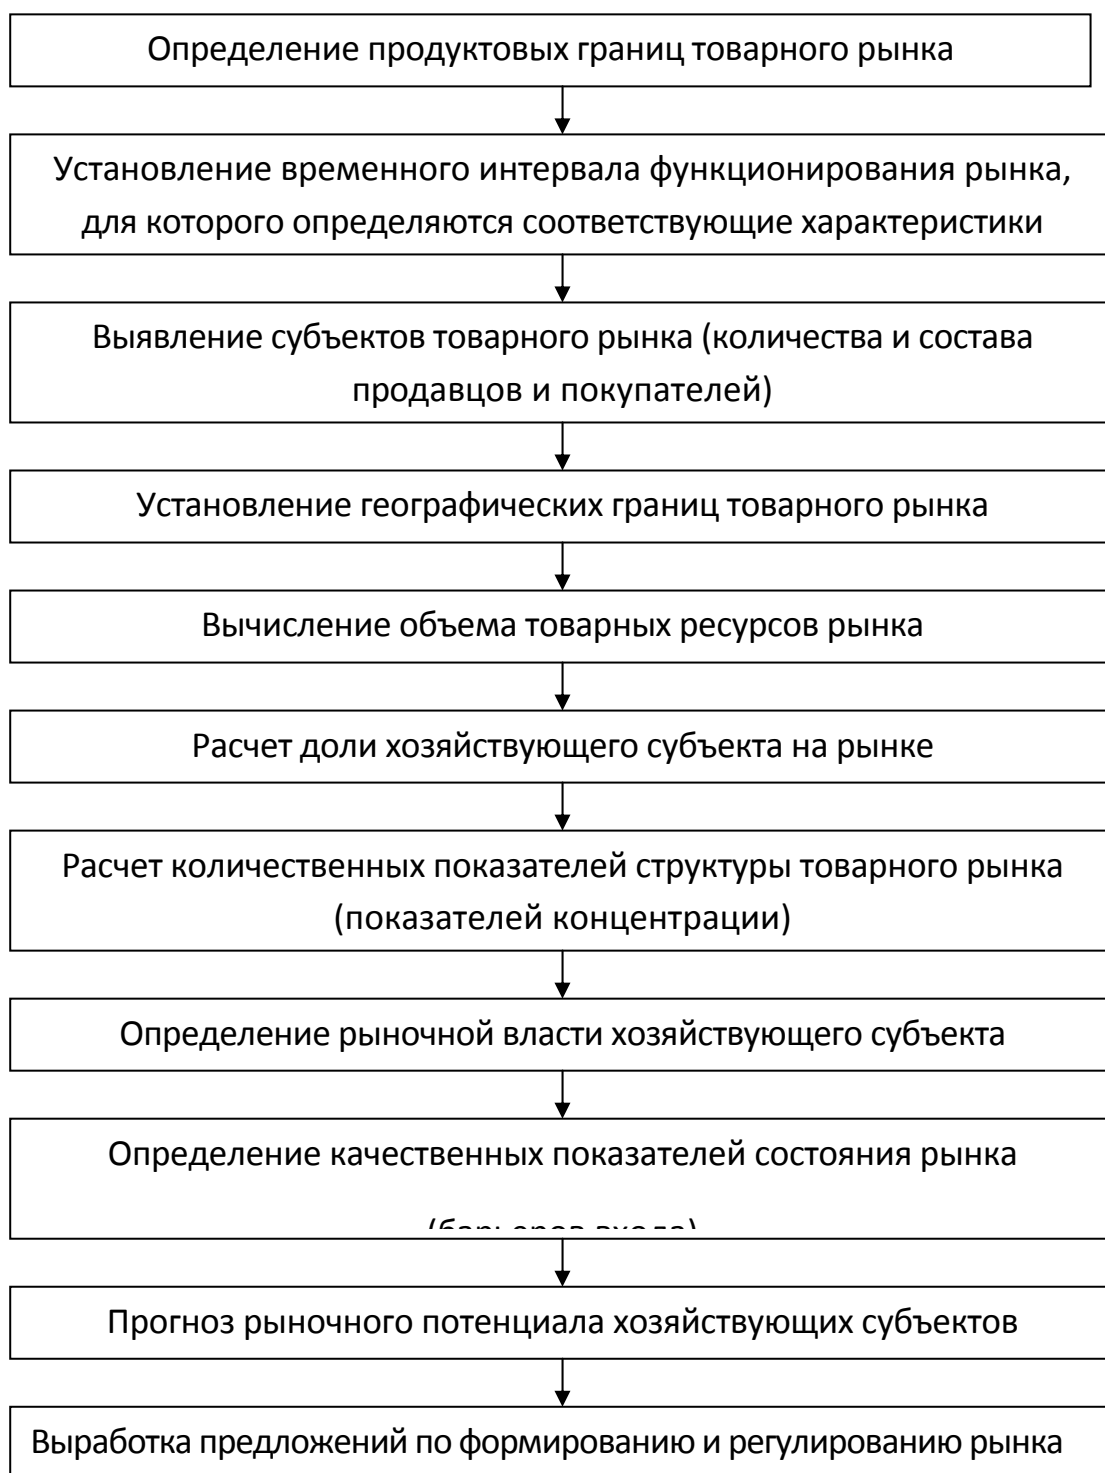 Определение продуктовых границ товарного рынка
Установление временного интервала функционирования рынка,
для которого определяются соответствующие характеристики
Выявление субъектов товарного рынка (количества и состава
продавцов и покупателей)
Установление географических границ товарного рынка
Вычисление объема товарных ресурсов рынка
Расчет доли хозяйствующего субъекта на рынке
Расчет количественных показателей структуры товарного рынка
(показателей концентрации)
Определение рыночной власти хозяйствующего субъекта
Определение качественных показателей состояния рынка
(барьеров входа)
Прогноз рыночного потенциала хозяйствующих субъектов
Выработка предложений по формированию и регулированию рынка